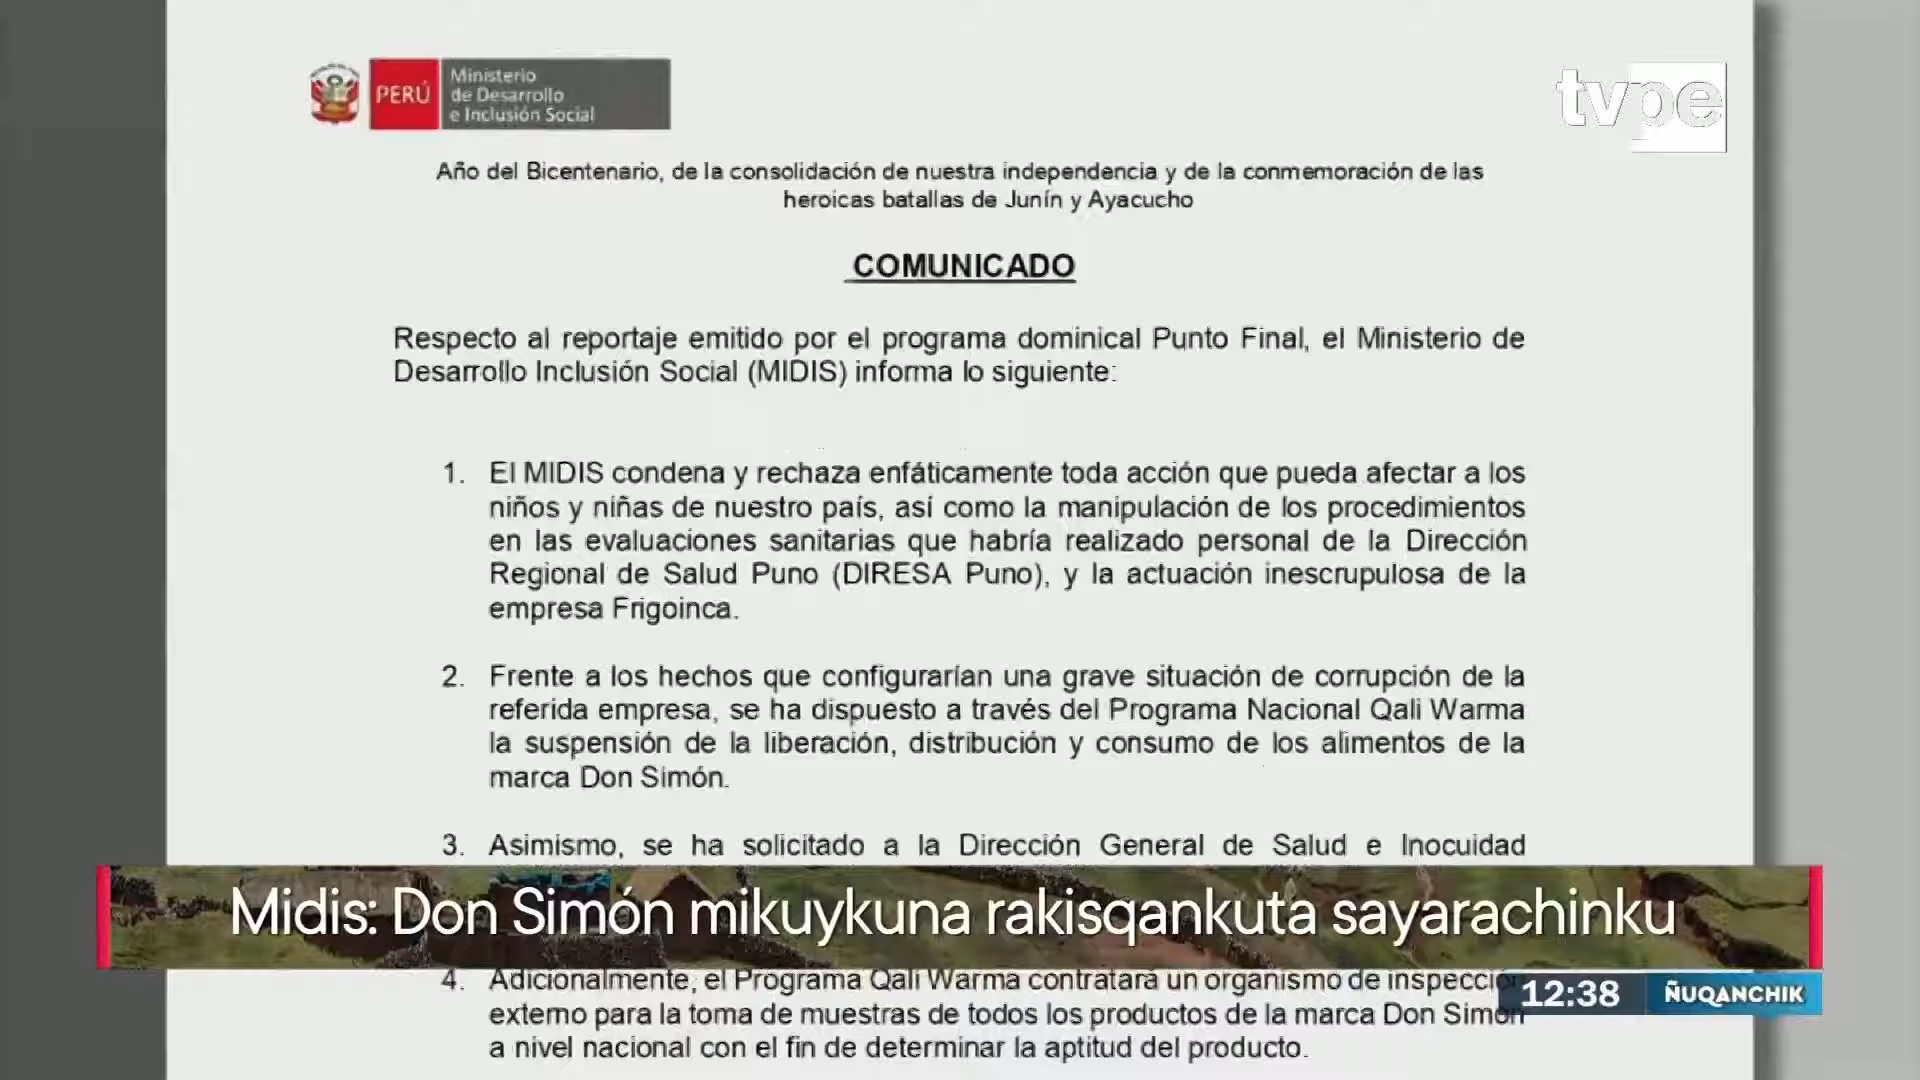 PERÚ
Ministerio
de Desarrollo
e Inclusión Social
tvpe
Año del Bicentenario, de la consolidación de nuestra independencia y de la conmemoración de las
heroicas batallas de Junín y Ayacucho
COMUNICADO
Respecto al reportaje emitido por el programa dominical Punto Final, el Ministerio de
Desarrollo Inclusión Social (MIDIS) informa lo siguiente:
1. El MIDIS condena y rechaza enfáticamente toda acción que pueda afectar a los
niños y niñas de nuestro país, así como la manipulación de los procedimientos
en las evaluaciones sanitarias que habría realizado personal de la Dirección
Regional de Salud Puno (DIRESA Puno), y la actuación inescrupulosa de la
empresa Frigoinca.
2. Frente a los hechos que configurarían una grave situación de corrupción de la
referida empresa, se ha dispuesto a través del Programa Nacional Qali Warma
la suspensión de la liberación, distribución y consumo de los alimentos de la
marca Don Simón.
3. Asimismo, se ha solicitado a la Dirección General de Salud e Inocuidad
Midis: Don Simón mikuykuna rakisqankuta sayarachinku
4. Adicionalmente, el Programa Qali Warma contratará un organismo de inspección
externo para la toma de muestras de todos los productos de la marca Don Simón
a nivel nacional con el fin de determinar la aptitud del producto.
12:38
ÑUQANCHIK